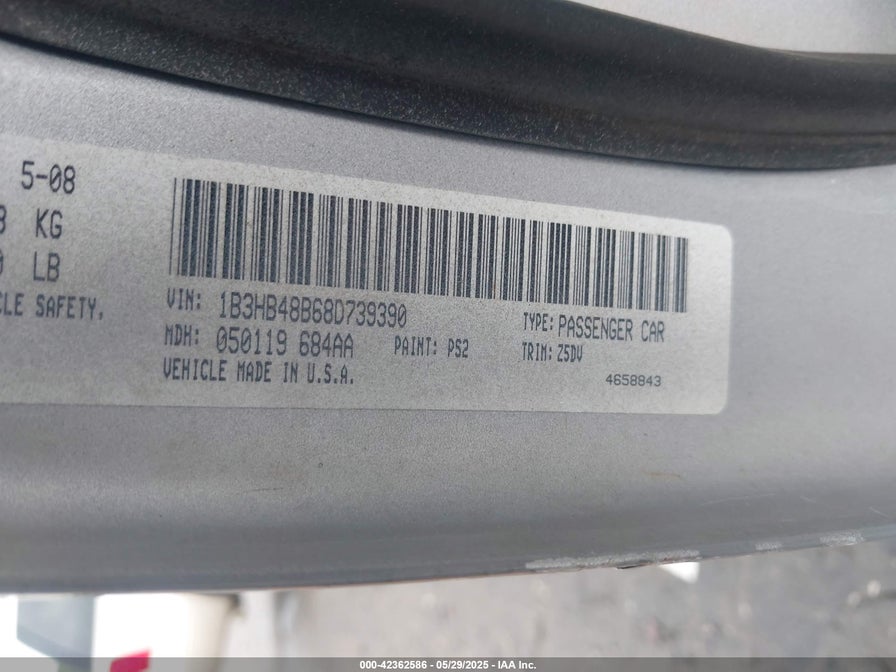 5-08
KG
LB
CLE SAFETY,
VIN: 1B3HB48B68D739390
TYPE: PASSENGER CAR
MDH: 050119 684AA
PAINT: PS2
TRIM: Z5DV
VEHICLE MADE IN U.S.A.
4658843
000-42362586 - 05/29/2025 - IAA Inc.